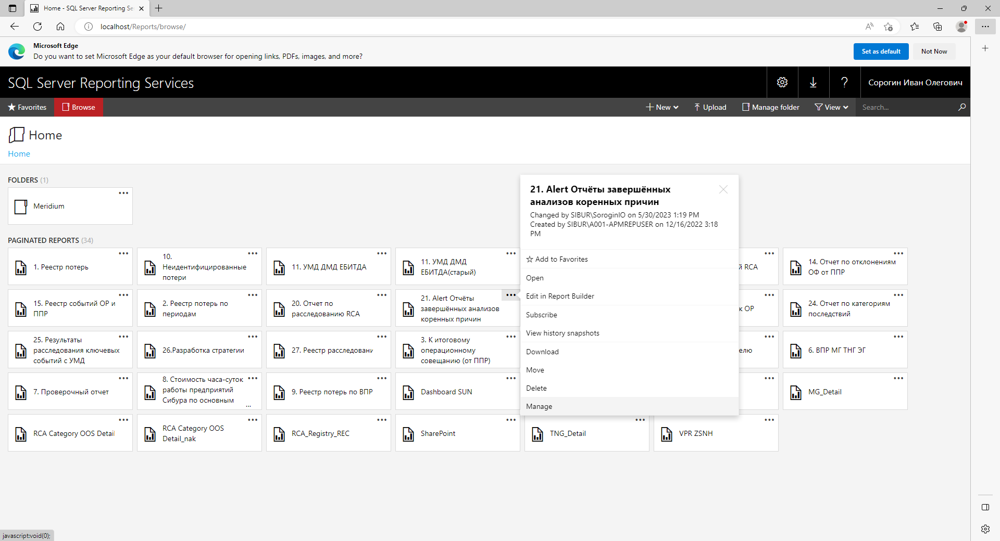 Home - SQL Server Reporting Se
localhost/Reports/browse/
Microsoft Edge
Do you want to set Microsoft Edge as your default browser for opening links, PDFs, images, and more?
Set as default
Not Now
SQL Server Reporting Services
?
Сорогин Иван Олегович
Favorites
Browse
New
Upload
Manage folder
View
Search...
Home
Home
FOLDERS (1)
Meridium
PAGINATED REPORTS (34)
1. Реестр потерь
10.
Неидентифицированные
потери
11. УМД ДМД ЕБИТДА
11. УМД ДМД
ЕБИТДА(старый)
й RCA
14. Отчет по отклонениям
ОФ от ППР
15. Реестр событий ОР и
ППР
2. Реестр потерь по
периодам
20. Отчет по
расследованию RCA
21. Alert Отчёты
завершённых анализов
коренных причин
к ОР
24. Отчет по категориям
последствий
25. Результаты
расследования ключевых
событий с УМД
26.Разработка стратегии
27. Реестр расследовани
3. К итоговому
операционному
совещанию (от ППР)
елю
6. ВПР МГ ТНГ ЭГ
7. Проверочный отчет
8. Стоимость часа-суток
работы предприятий
Сибура по основным
...
9. Реестр потерь по ВПР
Dashboard SUN
MG_Detail
RCA Category OOS Detail
RCA Category OOS
Detail_nak
RCA_Registry_REC
SharePoint
TNG_Detail
VPR ZSNH
21. Alert Отчёты завершённых
анализов коренных причин
Changed by SIBUR\SoroginIO on 5/30/2023 1:19 PM
Created by SIBUR\A001-APMREPUSER on 12/16/2022 3:18
PM
Add to Favorites
Open
Edit in Report Builder
Subscribe
View history snapshots
Download
Move
Delete
Manage
javascript:void(0);